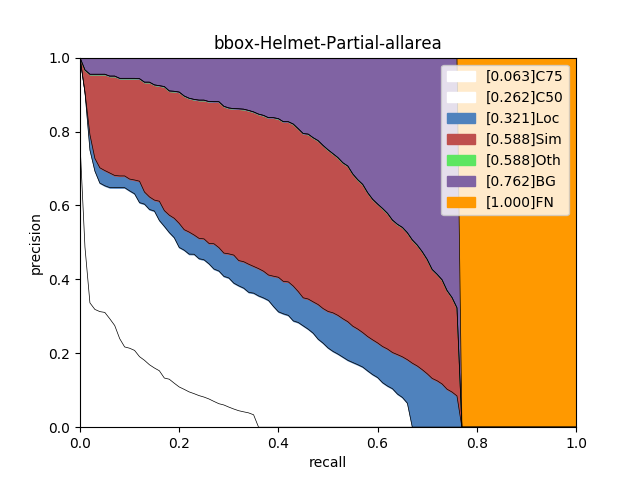 bbox-Helmet-Partial-allarea
1.0
0.8
0.6
0.4
0.2
0.0
precision
0.0 0.2 0.4 0.6 0.8 1.0
recall
[0.063]C75
[0.262]C50
[0.321]Loc
[0.588]Sim
[0.588]Oth
[0.762]BG
[1.000]FN